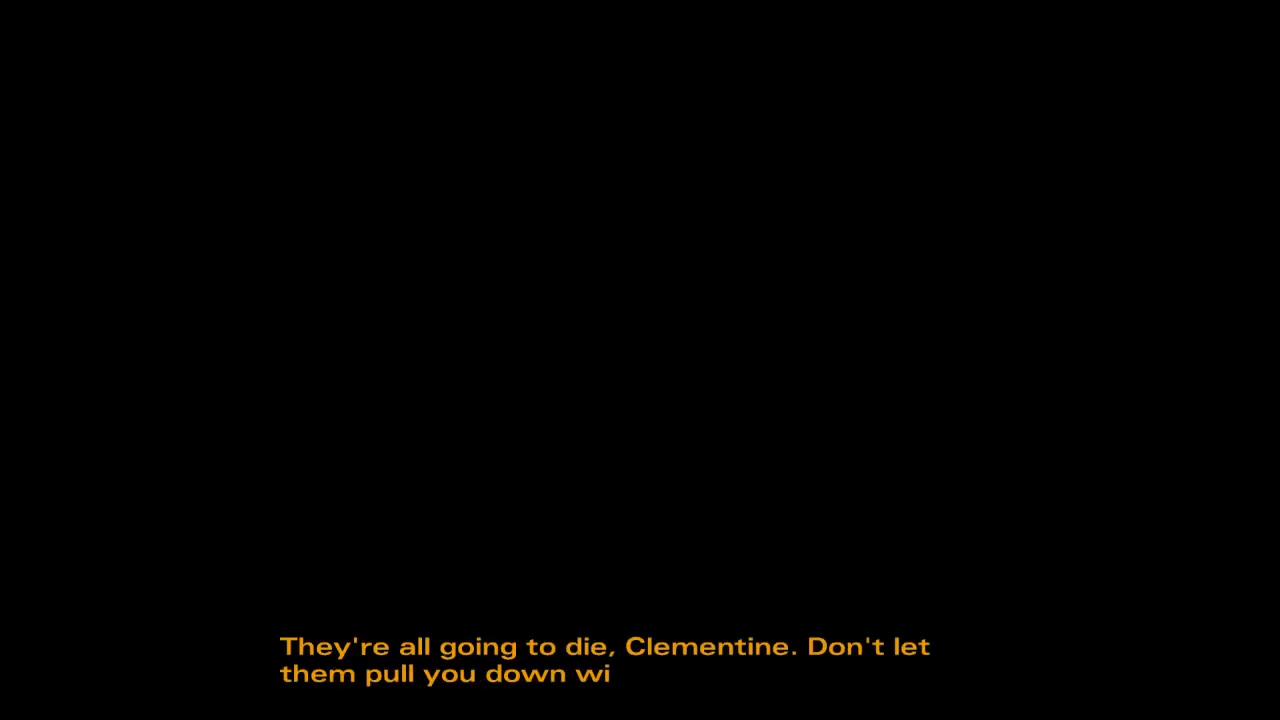 They're all going to die, Clementine. Don't let
them pull you down wi